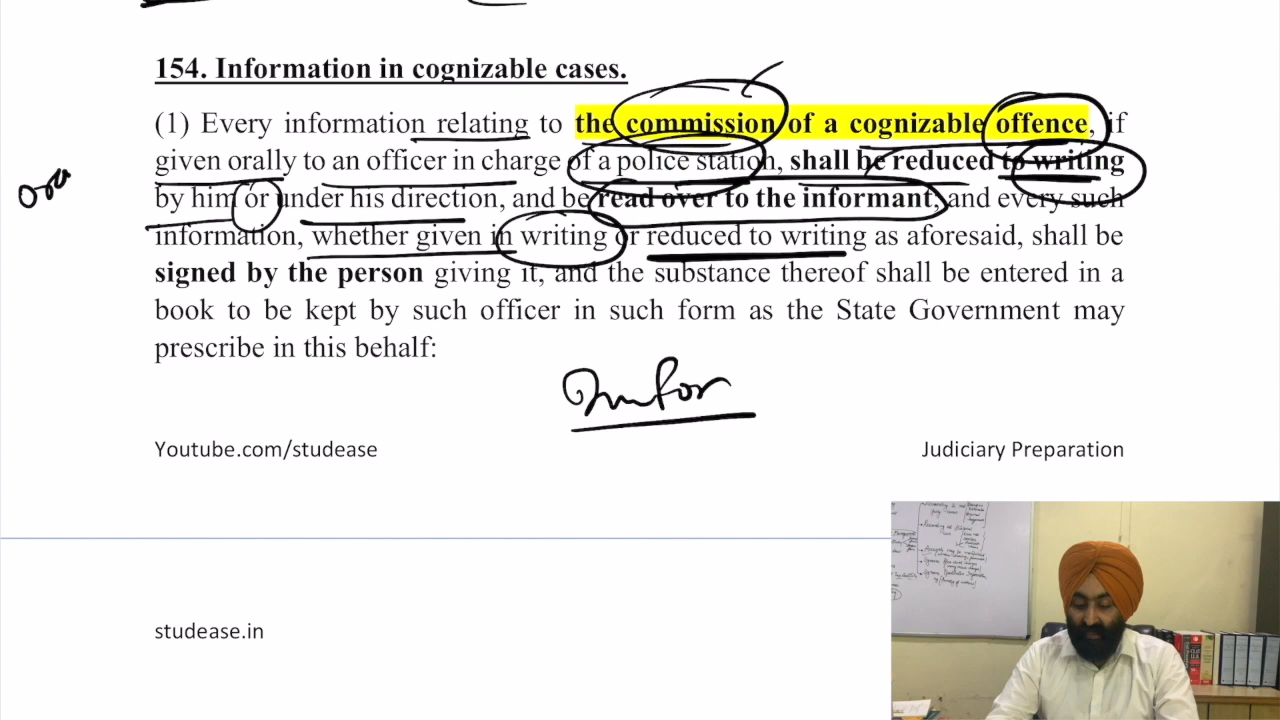 154. Information in cognizable cases.
(1) Every information relating to the commission of a cognizable offence, if
given orally to an officer in charge of a police station, shall be reduced to writing
by him or under his direction, and be read over to the informant, and every such
information, whether given in writing or reduced to writing as aforesaid, shall be
signed by the person giving it, and the substance thereof shall be entered in a
book to be kept by such officer in such form as the State Government may
prescribe in this behalf:
Youtube.com/studease
Judiciary Preparation
studease.in